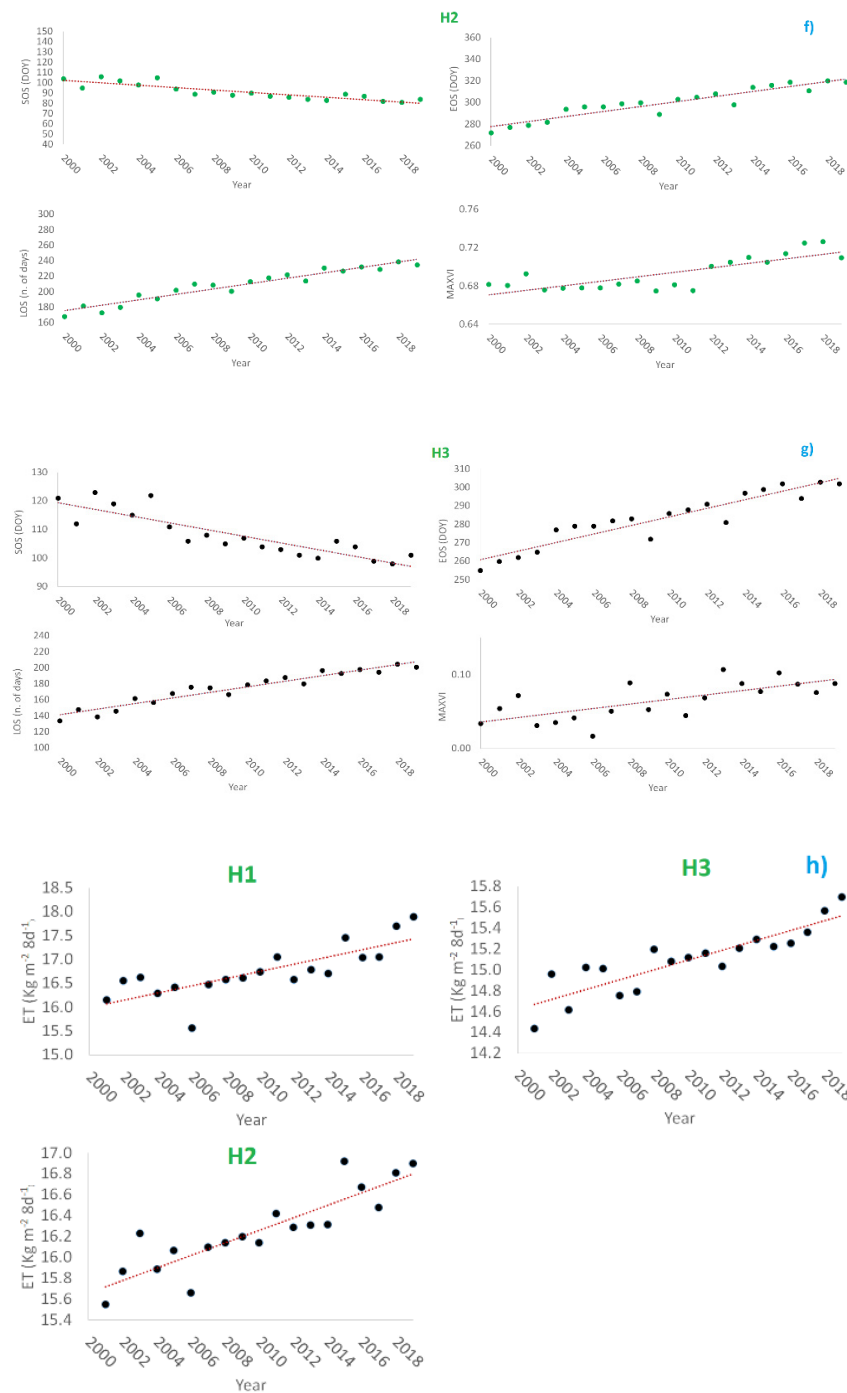 H2
f)
150
140
130
120
110
100
90
80
70
60
50
40
SOS (DOY)
2000 2002 2004 2006 2008 2010 2012 2014 2016 2018
Year
360
340
320
300
280
260
EOS (DOY)
2000 2002 2004 2006 2008 2010 2012 2014 2016 2018
Year
300
280
260
240
220
200
180
160
LOS (n. of days)
2000 2002 2004 2006 2008 2010 2012 2014 2016 2018
Year
0.76
0.72
0.68
0.64
MAXVI
2000 2002 2004 2006 2008 2010 2012 2014 2016 2018
Year
H3
g)
130
120
110
100
90
SOS (DOY)
2000 2002 2004 2006 2008 2010 2012 2014 2016 2018
Year
310
300
290
280
270
260
250
EOS (DOY)
2000 2002 2004 2006 2008 2010 2012 2014 2016 2018
Year
240
220
200
180
160
140
120
100
LOS (n. of days)
2000 2002 2004 2006 2008 2010 2012 2014 2016 2018
Year
0.10
0.00
MAXVI
2000 2002 2004 2006 2008 2010 2012 2014 2016 2018
Year
H1
18.5
18.0
17.5
17.0
16.5
16.0
15.5
15.0
ET (Kg m⁻² 8d⁻¹)
2000 2002 2004 2006 2008 2010 2012 2014 2016 2018
Year
H3
h)
15.8
15.6
15.4
15.2
15.0
14.8
14.6
14.4
14.2
ET (Kg m⁻² 8d⁻¹)
2000 2002 2004 2006 2008 2010 2012 2014 2016 2018
Year
H2
17.0
16.8
16.6
16.4
16.2
16.0
15.8
15.6
15.4
ET (Kg m⁻² 8d⁻¹)
2000 2002 2004 2006 2008 2010 2012 2014 2016 2018
Year